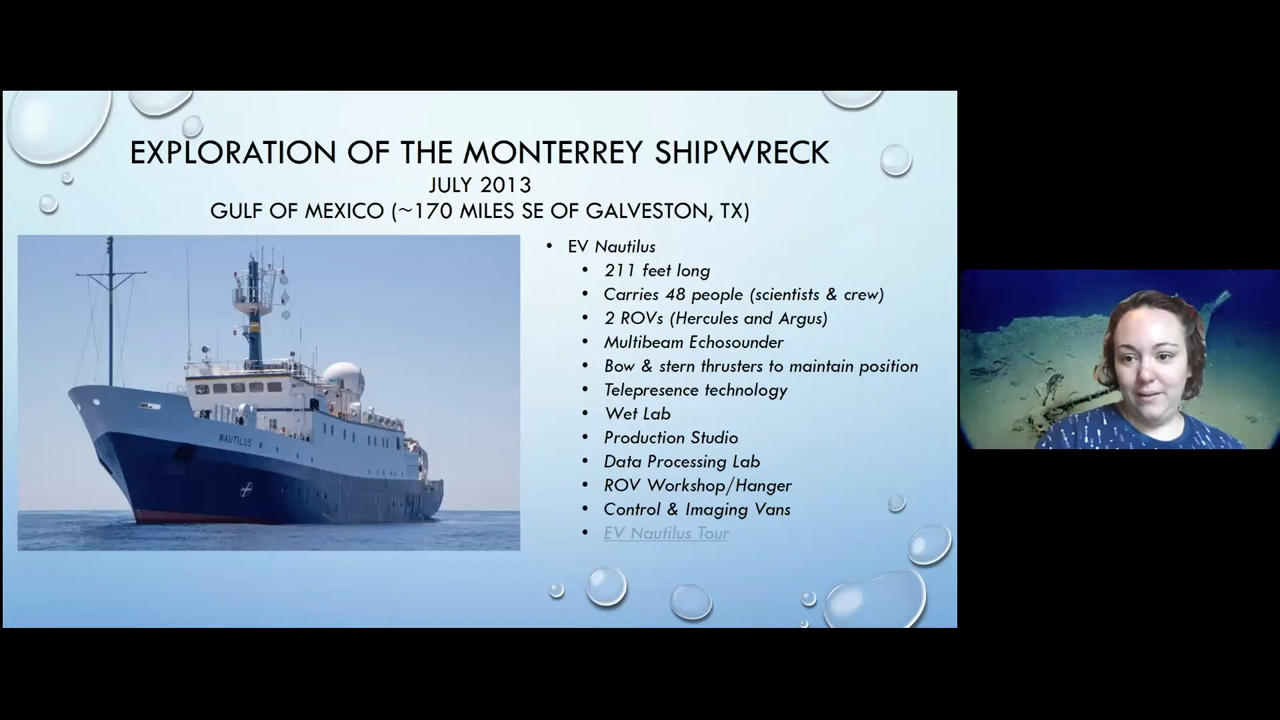 EXPLORATION OF THE MONTERREY SHIPWRECK
JULY 2013
GULF OF MEXICO (~170 MILES SE OF GALVESTON, TX)
• EV Nautilus
• 211 feet long
• Carries 48 people (scientists & crew)
• 2 ROVs (Hercules and Argus)
• Multibeam Echosounder
• Bow & stern thrusters to maintain position
• Telepresence technology
• Wet Lab
• Production Studio
• Data Processing Lab
• ROV Workshop/Hanger
• Control & Imaging Vans
• EV Nautilus Tour
NAUTILUS